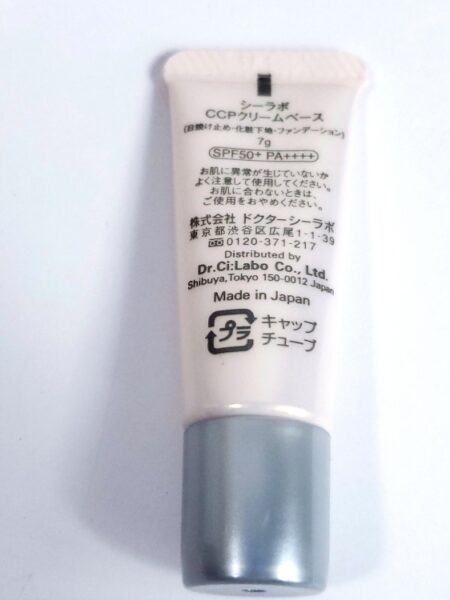 シーラボ
CCPクリームベース
(日焼け止め・化粧下地・ファンデーション)
7g
SPF50+ PA++++
お肌に異常が生じていないか
よく注意して使用してください。
お肌に合わないときは、
ご使用をおやめください。
株式会社 ドクターシーラボ
東京都渋谷区広尾1-1-39
0120-371-217
Distributed by
Dr.Ci:Labo Co., Ltd.
Shibuya,Tokyo 150-0012 Japan
Made in Japan
プラ キャップ
チューブ